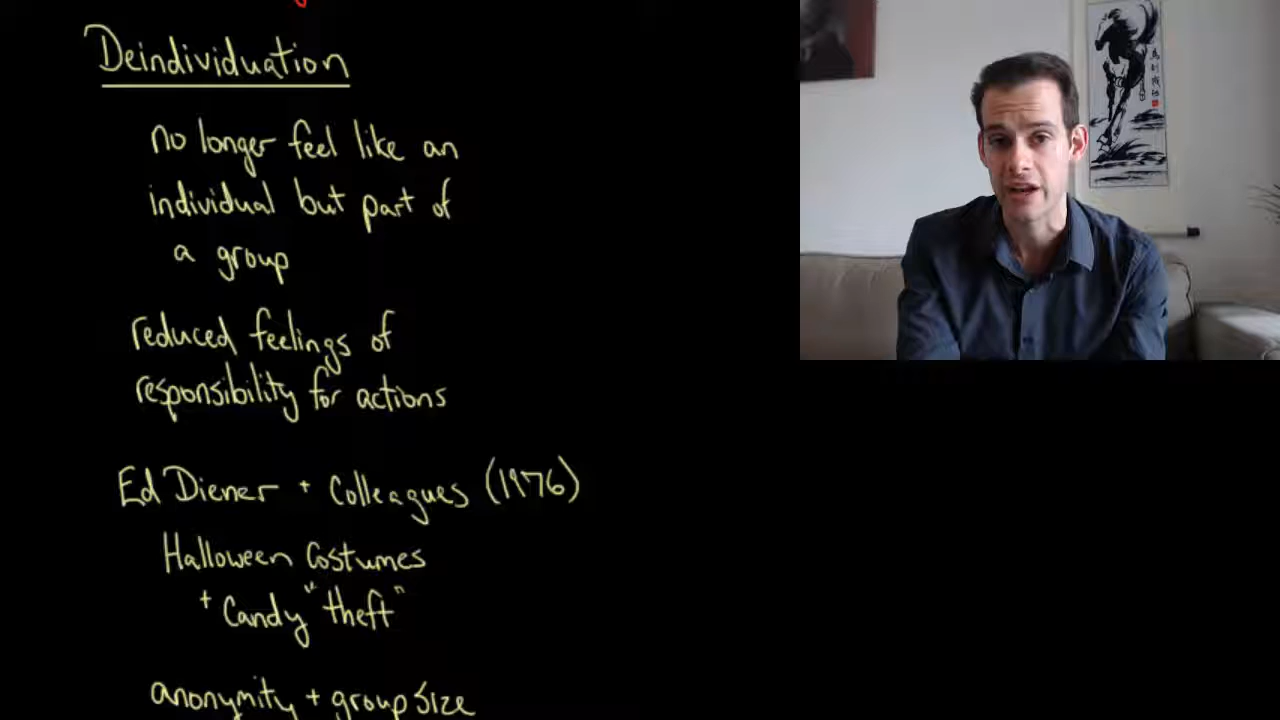 Deindividuation
no longer feel like an
individual but part of
a group
reduced feelings of
responsibility for actions
Ed Diener + Colleagues (1976)
Halloween Costumes
+ Candy "theft"
anonymity + group size